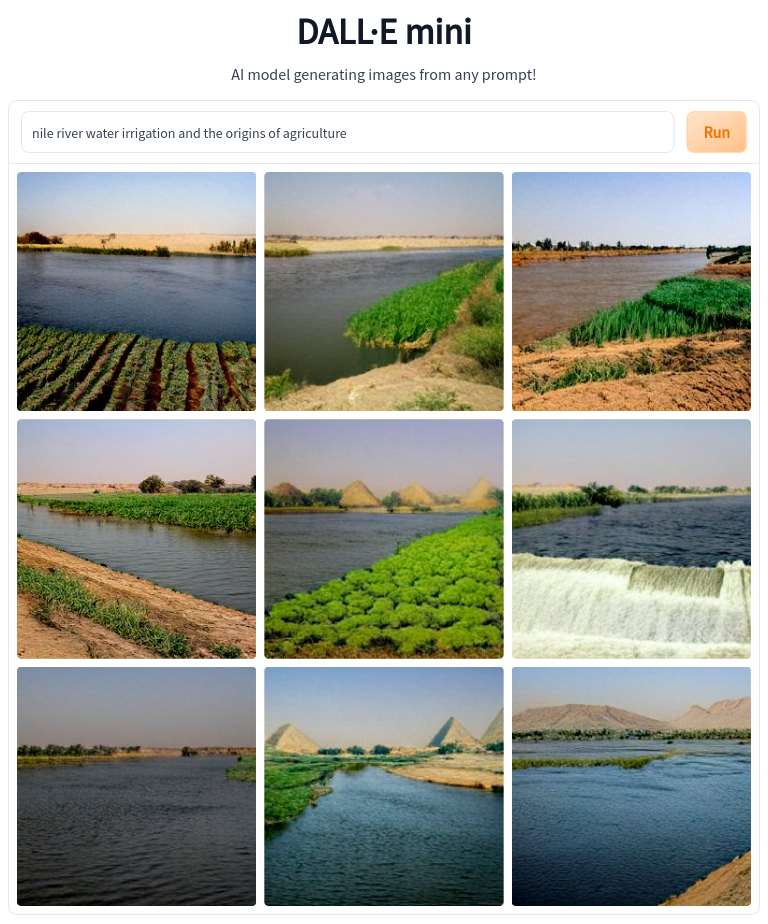 DALL·E mini
AI model generating images from any prompt!
nile river water irrigation and the origins of agriculture
Run